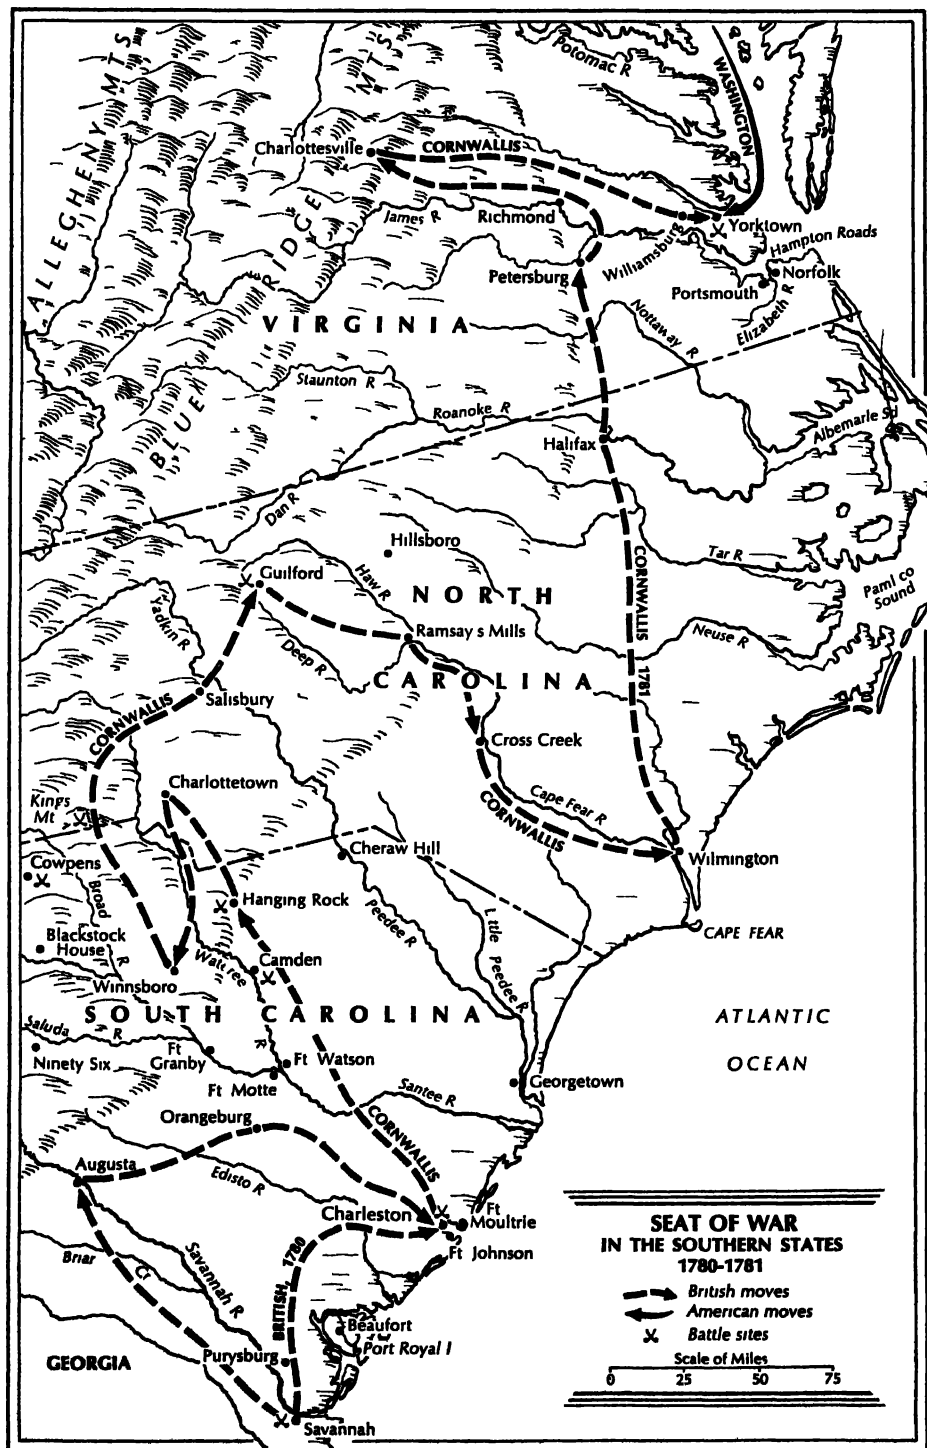 ALLEGHENY MTS
BLUE RIDGE MTS
Potomac R
WASHINGTON
Charlottesville
CORNWALLIS
James R
Richmond
Yorktown
Williamsburg
Hampton Roads
Petersburg
Norfolk
Portsmouth
Elizabeth R
VIRGINIA
Nottaway R
Staunton R
Roanoke R
Halifax
Albemarle Sd
Dan R
Hillsboro
Tar R
Guilford
Haw R
NORTH
CORNWALLIS 1781
Pamlico
Sound
Yadkin R
Ramsay s Mills
Neuse R
Deep R
CAROLINA
Salisbury
CORNWALLIS
Cross Creek
Charlottetown
Cape Fear R
CORNWALLIS
Kings
Mt
Cheraw Hill
Wilmington
Cowpens
Broad R
Hanging Rock
Peedee R
Little Peedee R
CAPE FEAR
Blackstock
House
Wateree R
Camden
Winnsboro
SOUTH CAROLINA
ATLANTIC
OCEAN
Saluda R
Ft
Granby
Ft Watson
Ninety Six
Ft Motte
Georgetown
Santee R
Orangeburg
CORNWALLIS
Augusta
Edisto R
Charleston
Ft
Moultrie
Ft Johnson
Briar Cr
Savannah R
BRITISH, 1780
Beaufort
Port Royal I
Purysburg
GEORGIA
Savannah
SEAT OF WAR
IN THE SOUTHERN STATES
1780-1781
British moves
American moves
Battle sites
Scale of Miles
0 25 50 75